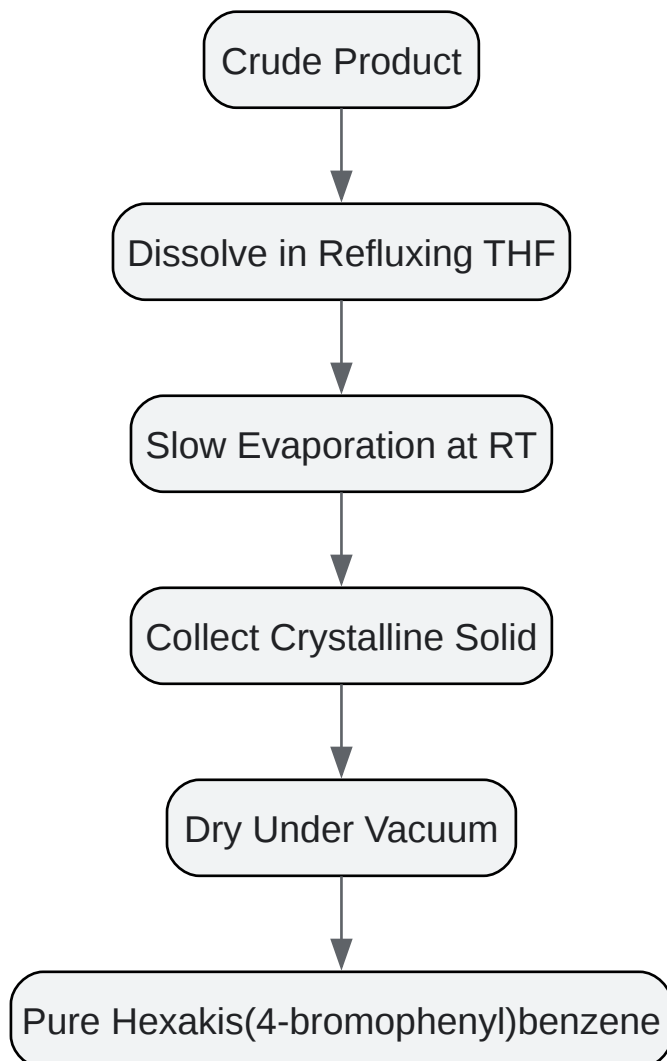 Crude Product
Dissolve in Refluxing THF
Slow Evaporation at RT
Collect Crystalline Solid
Dry Under Vacuum
Pure Hexakis(4-bromophenyl)benzene